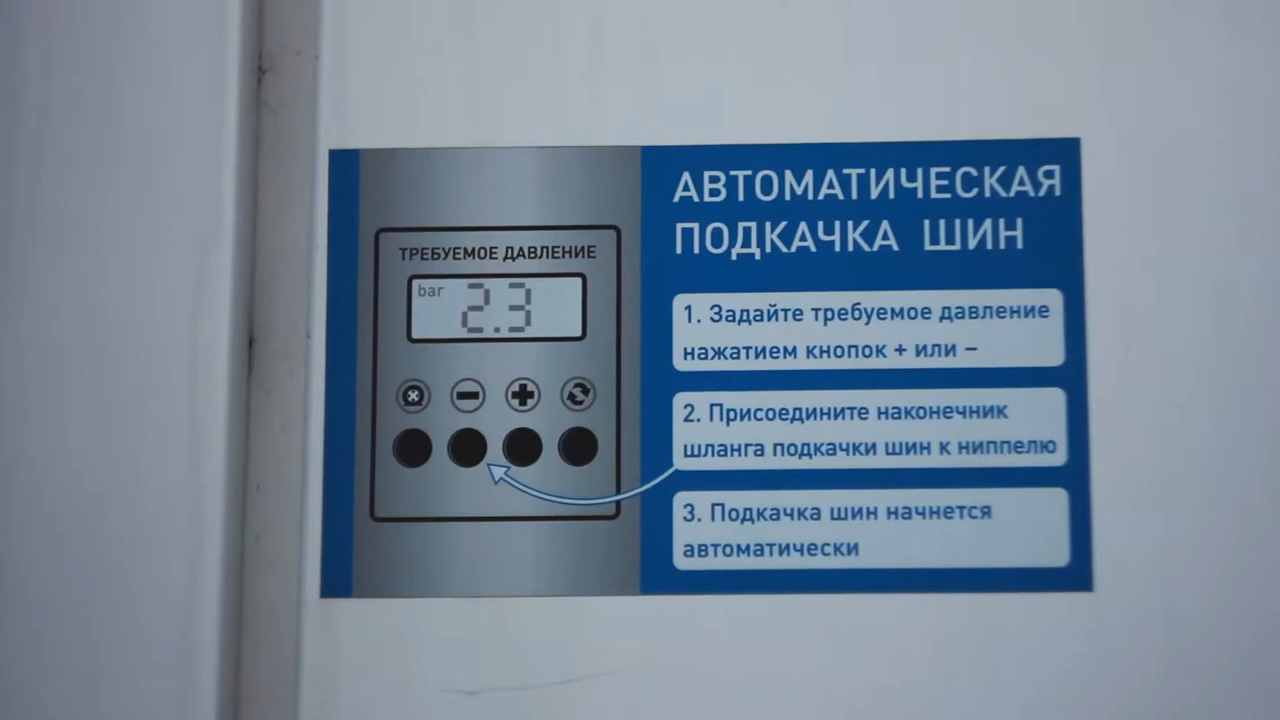 АВТОМАТИЧЕСКАЯ
ПОДКАЧКА ШИН
ТРЕБУЕМОЕ ДАВЛЕНИЕ
bar 2.3
1. Задайте требуемое давление
нажатием кнопок + или –
2. Присоедините наконечник
шланга подкачки шин к ниппелю
3. Подкачка шин начнется
автоматически